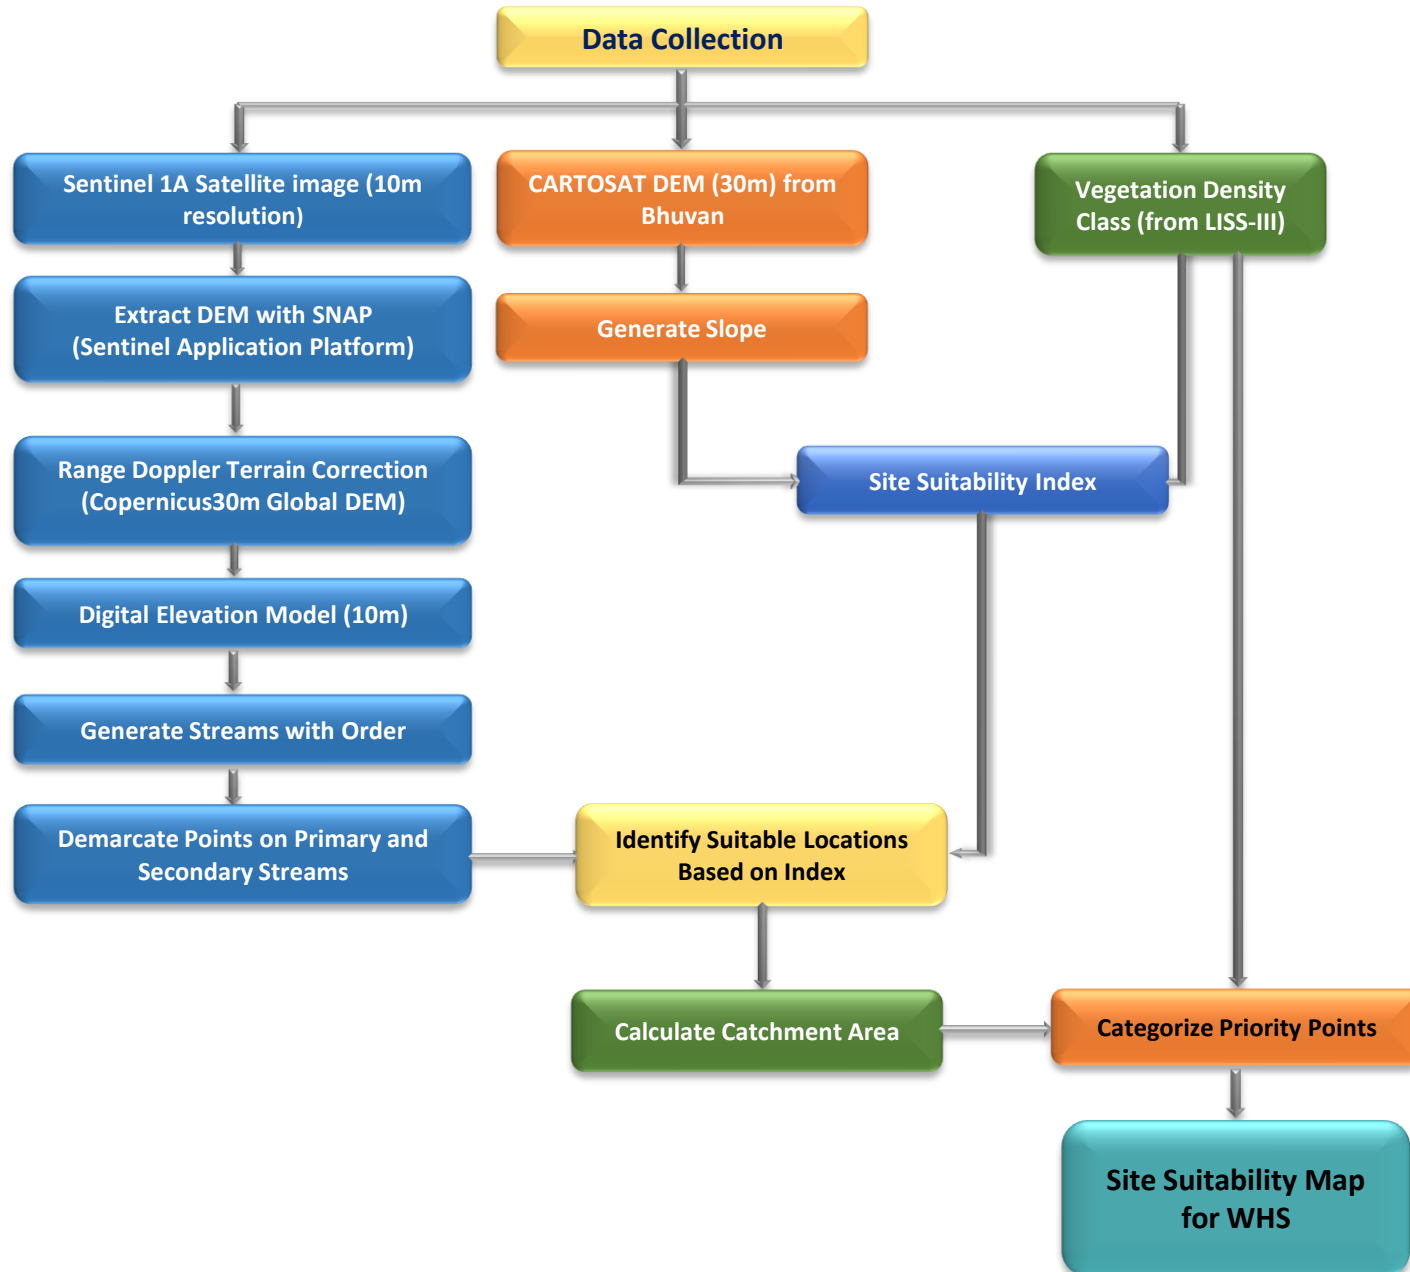 Data Collection
Sentinel 1A Satellite image (10m
resolution)
CARTOSAT DEM (30m) from
Bhuvan
Vegetation Density
Class (from LISS-III)
Extract DEM with SNAP
(Sentinel Application Platform)
Generate Slope
Range Doppler Terrain Correction
(Copernicus30m Global DEM)
Site Suitability Index
Digital Elevation Model (10m)
Generate Streams with Order
Demarcate Points on Primary and
Secondary Streams
Identify Suitable Locations
Based on Index
Calculate Catchment Area
Categorize Priority Points
Site Suitability Map
for WHS